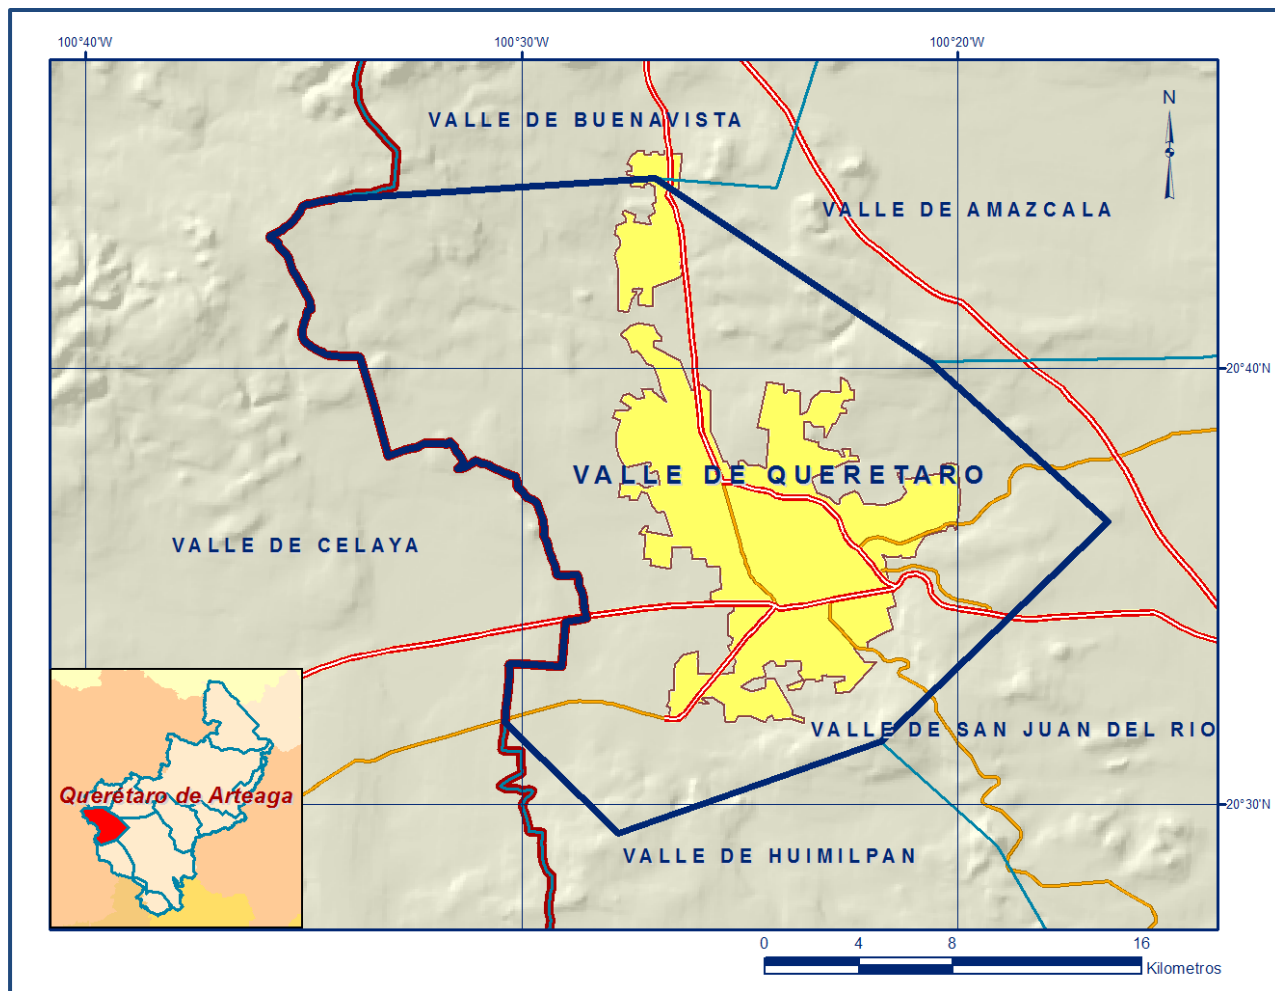 100°40'W
100°30'W
100°20'W
N
VALLE DE BUENAVISTA
VALLE DE AMAZCALA
20°40'N
VALLE DE QUERETARO
VALLE DE CELAYA
VALLE DE SAN JUAN DEL RIO
Querétaro de Arteaga
20°30'N
VALLE DE HUIMILPAN
0 4 8 16
Kilometros